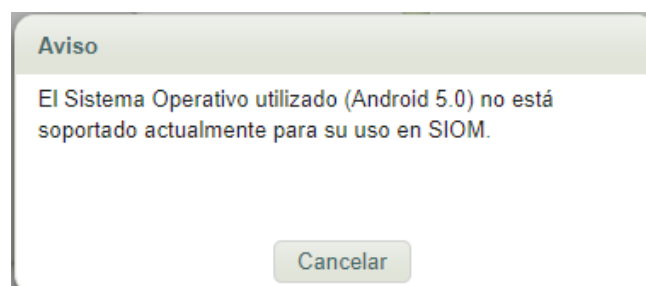 Aviso
El Sistema Operativo utilizado (Android 5.0) no está
soportado actualmente para su uso en SIOM.
Cancelar